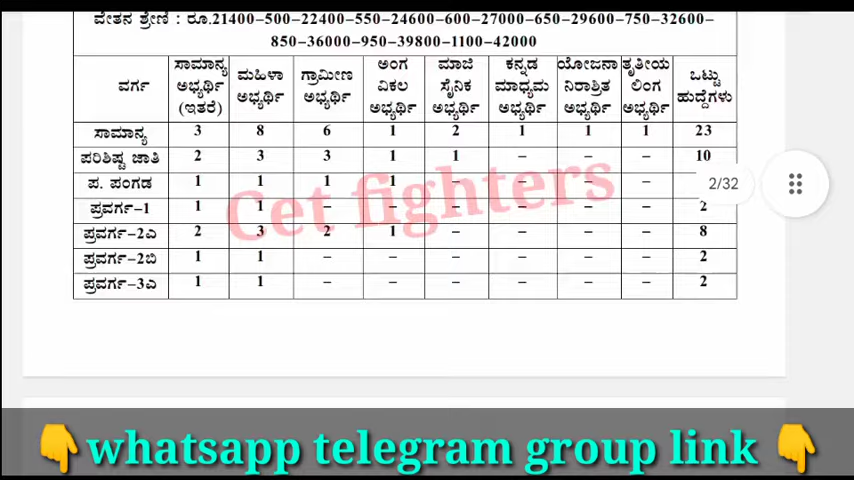 ವೇತನ ಶ್ರೇಣಿ : ರೂ.21400-500-22400-550-24600-600-27000-650-29600-750-32600-
850-36000-950-39800-1100-42000
ವರ್ಗ ಸಾಮಾನ್ಯ ಅಭ್ಯರ್ಥಿ (ಇತರೆ) ಮಹಿಳಾ ಅಭ್ಯರ್ಥಿ ಗ್ರಾಮೀಣ ಅಭ್ಯರ್ಥಿ ಅಂಗ ವಿಕಲ ಅಭ್ಯರ್ಥಿ ಮಾಜಿ ಸೈನಿಕ ಅಭ್ಯರ್ಥಿ ಕನ್ನಡ ಮಾಧ್ಯಮ ಅಭ್ಯರ್ಥಿ ಯೋಜನಾ ನಿರಾಶ್ರಿತ ಅಭ್ಯರ್ಥಿ ತೃತೀಯ ಲಿಂಗ ಅಭ್ಯರ್ಥಿ ಒಟ್ಟು ಹುದ್ದೆಗಳು
ಸಾಮಾನ್ಯ 3 8 6 1 2 1 1 1 23
ಪರಿಶಿಷ್ಟ ಜಾತಿ 2 3 3 1 1 – – – 10
ಪ. ಪಂಗಡ 1 1 1 1 – – – –
2/32
ಪ್ರವರ್ಗ-1 1 1 – – – – – – 2
ಪ್ರವರ್ಗ-2ಎ 2 3 2 1 – – – – 8
ಪ್ರವರ್ಗ-2ಬಿ 1 1 – – – – – – 2
ಪ್ರವರ್ಗ-3ಎ 1 1 – – – – – – 2
Cet fighters
whatsapp telegram group link